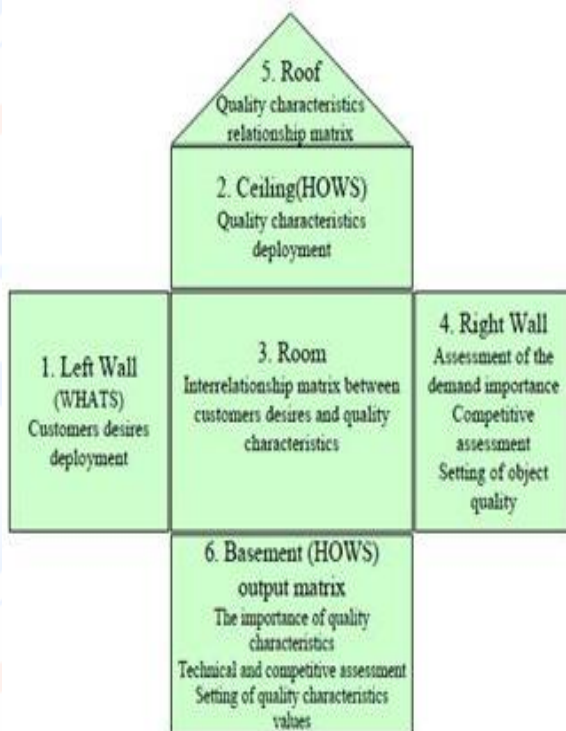 5. Roof
Quality characteristics
relationship matrix
2. Ceiling(HOWS)
Quality characteristics
deployment
1. Left Wall
(WHATS)
Customers desires
deployment
3. Room
Interrelationship matrix between
customers desires and quality
characteristics
4. Right Wall
Assessment of the
demand importance
Competitive
assessment
Setting of object
quality
6. Basement (HOWS)
output matrix
The importance of quality
characteristics
Technical and competitive assessment
Setting of quality characteristics
values